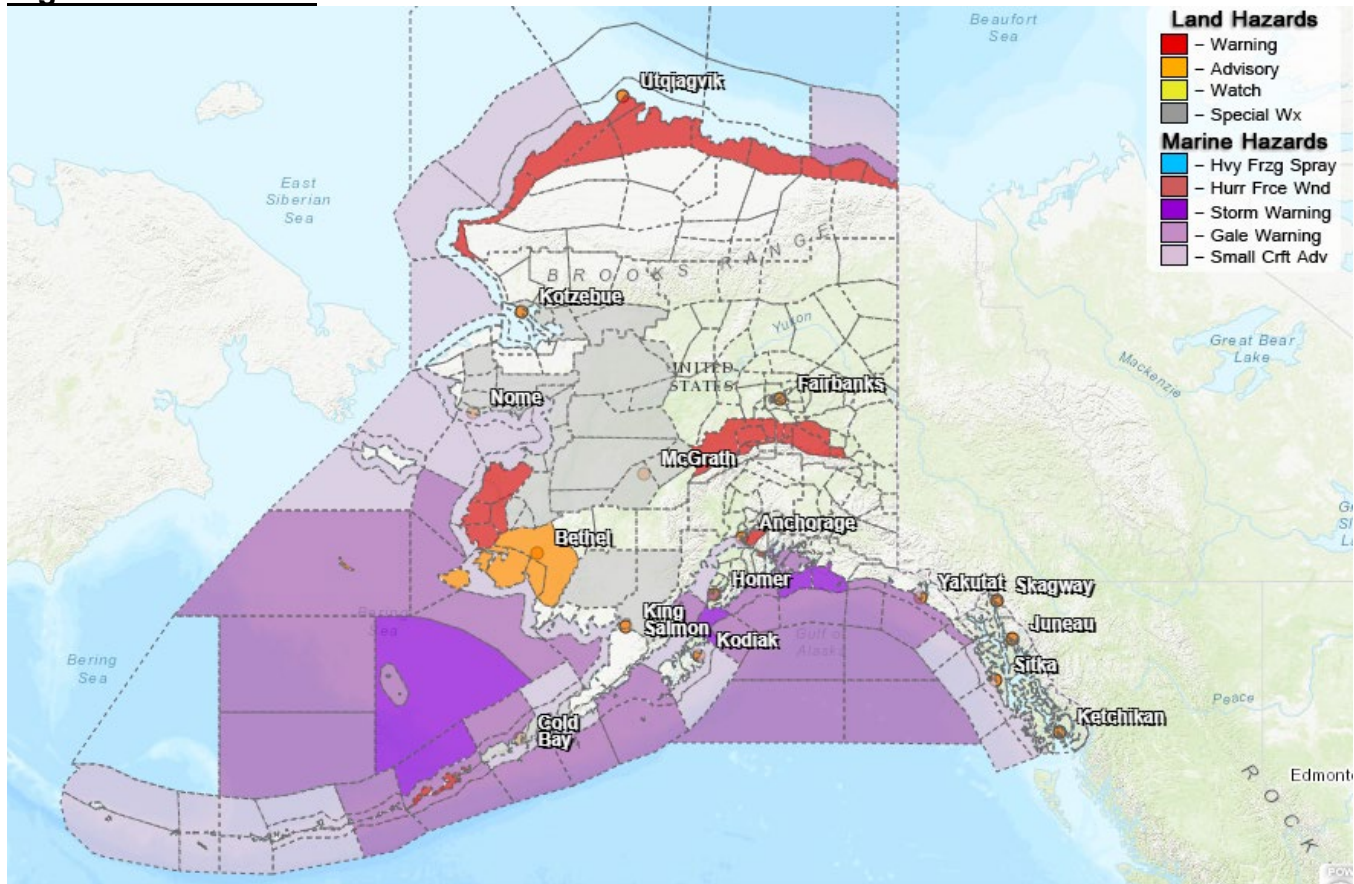 Land Hazards
– Warning
– Advisory
– Watch
– Special Wx
Marine Hazards
– Hvy Frzg Spray
– Hurr Frce Wnd
– Storm Warning
– Gale Warning
– Small Crft Adv
Beaufort
Sea
Utqiagvik
East
Siberian
Sea
BROOKS RANGE
Kotzebue
Yukon
Great Bear
Lake
Mackenzie
UNITED
STATES
Fairbanks
Nome
McGrath
Anchorage
Bethel
Homer
Yakutat
Skagway
King
Salmon
Juneau
Bering
Sea
Kodiak
Gulf of
Alaska
Sitka
Bering
Sea
Peace
Cold
Bay
Ketchikan
ROCK
Edmont